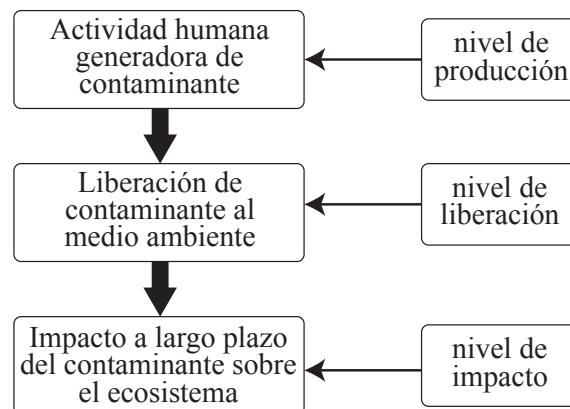 Actividad humana
generadora de
contaminante
nivel de
producción
Liberación de
contaminante al
medio ambiente
nivel de
liberación
Impacto a largo plazo
del contaminante sobre
el ecosistema
nivel de
impacto